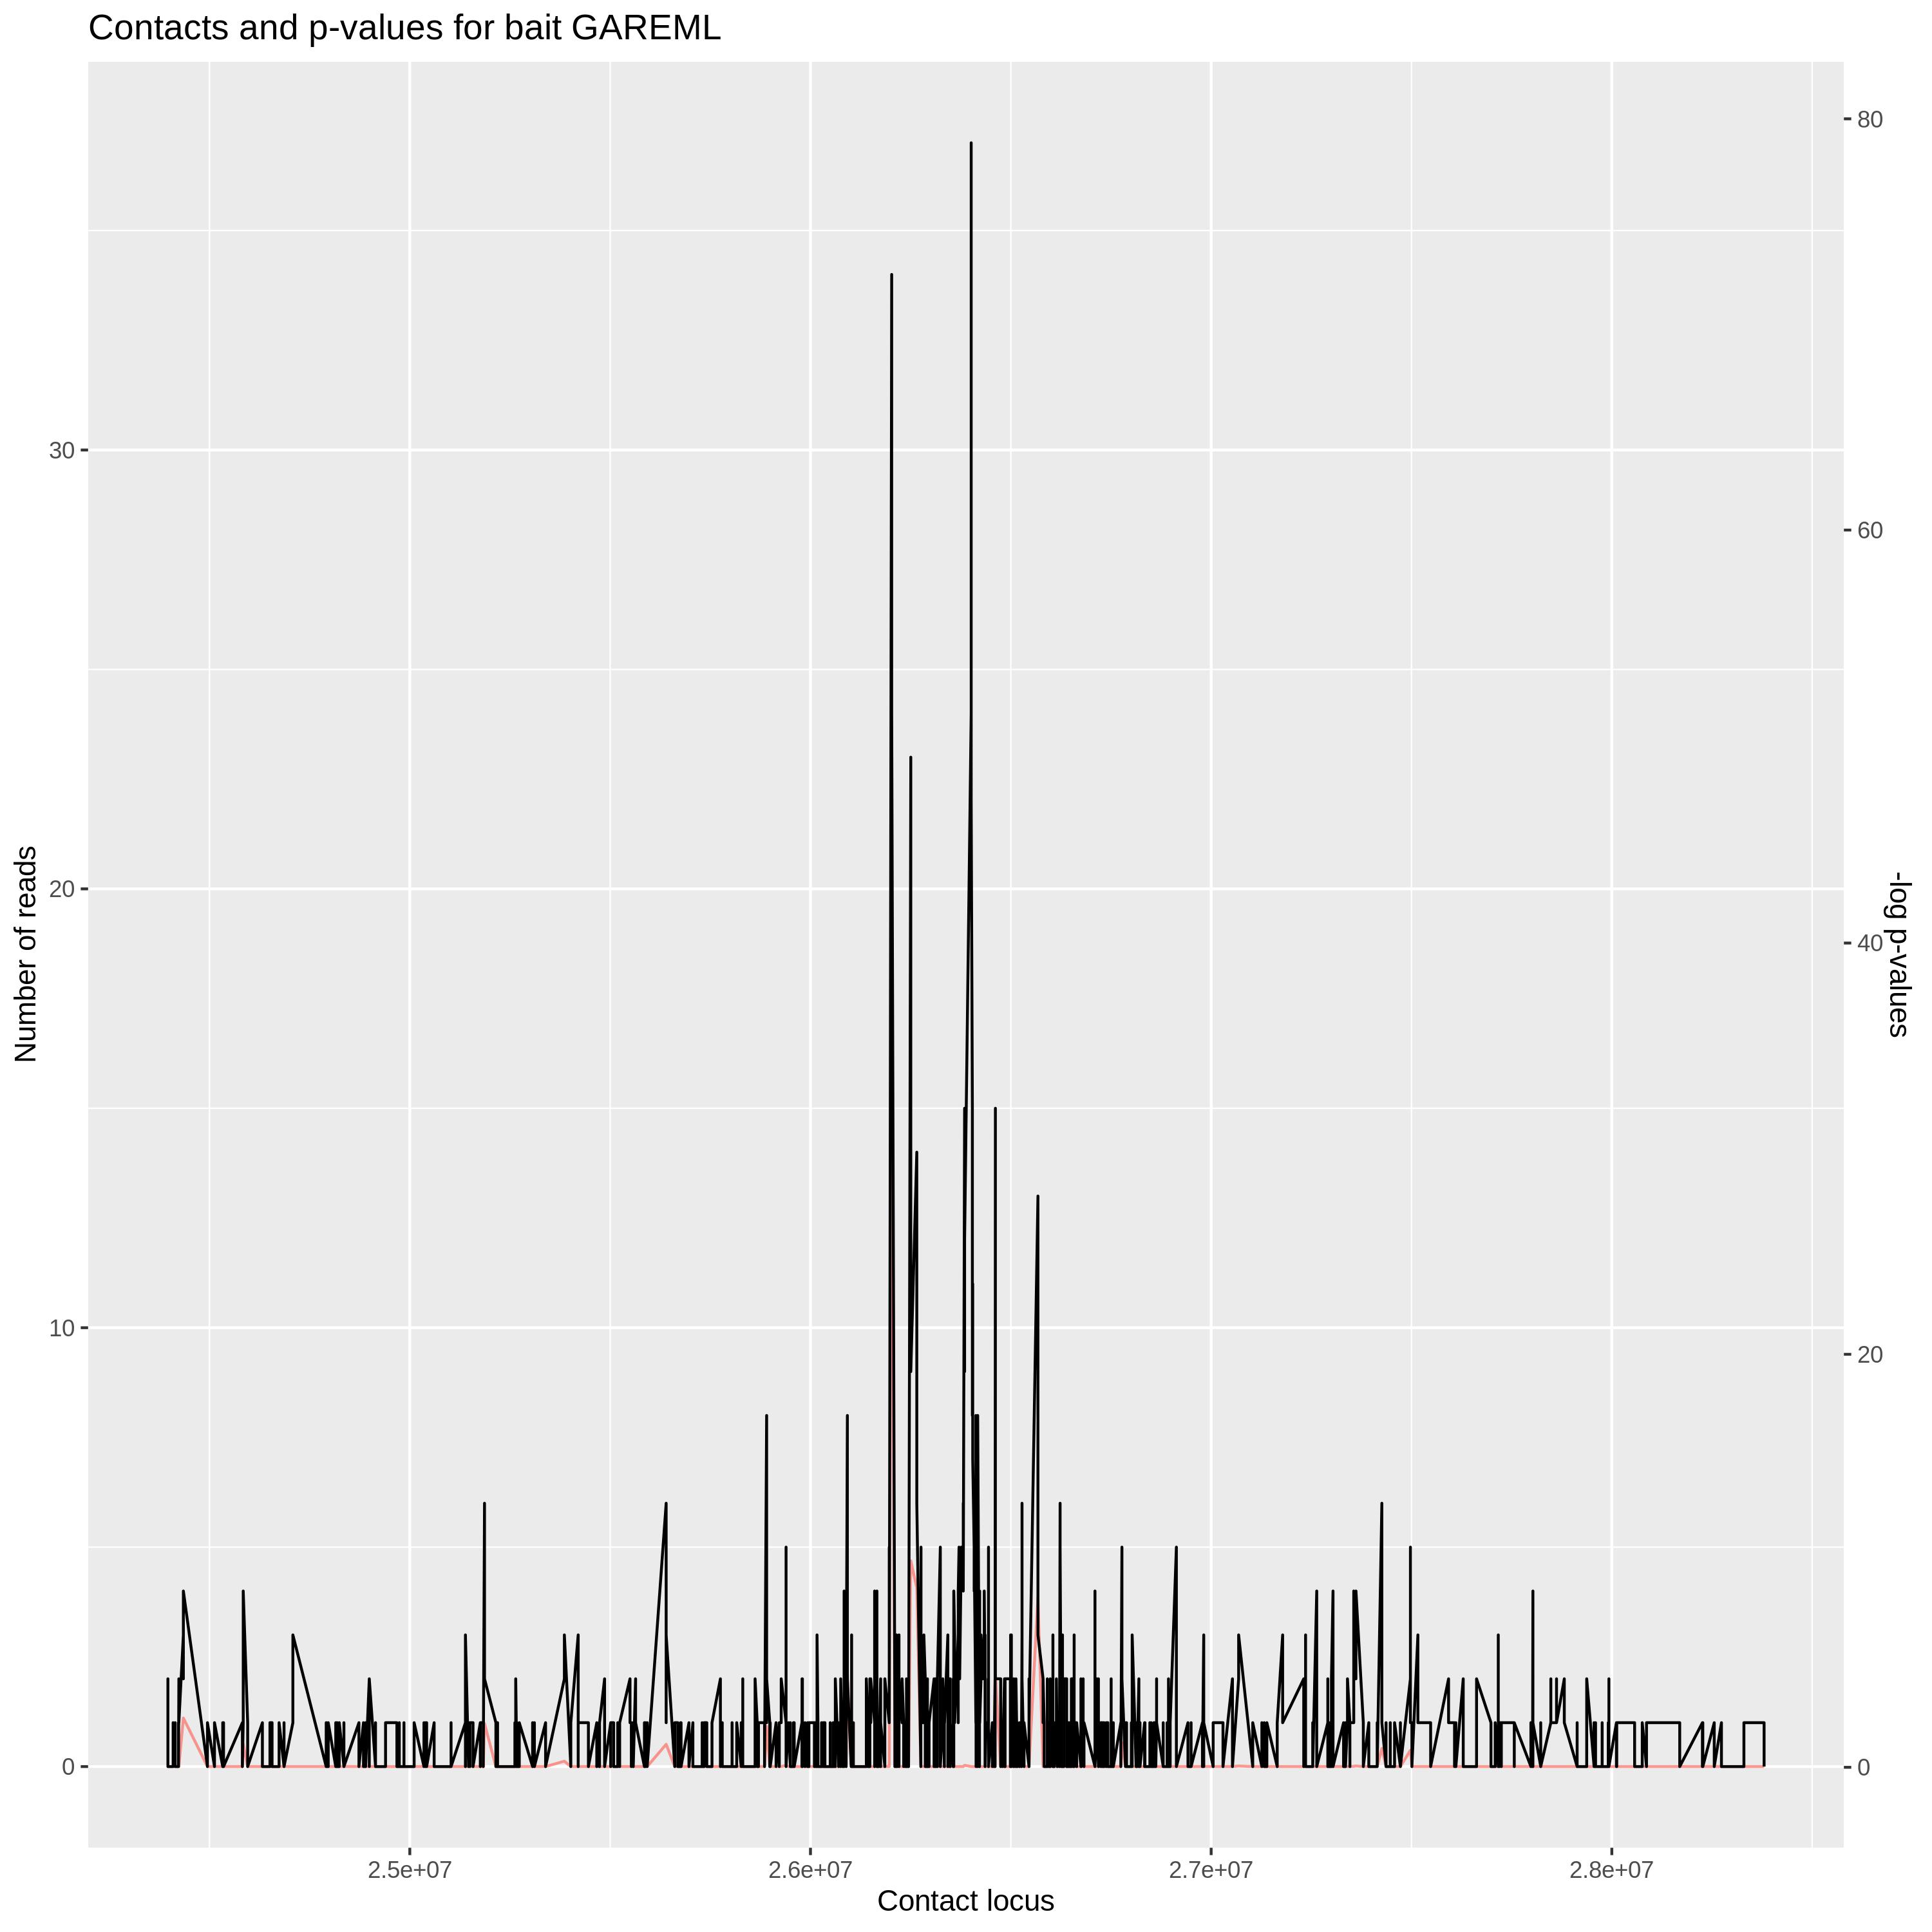 Contacts and p-values for bait GAREML
80
60
40
20
0
30
20
10
0
Number of reads
-log p-values
2.5e+07
2.6e+07
2.7e+07
2.8e+07
Contact locus